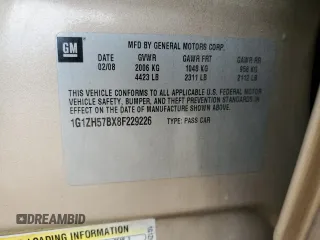 GM
MFD BY GENERAL MOTORS CORP.
DATE GVWR GAWR FRT GAWR RR
02/08 2006 KG 1048 KG 958 KG
4423 LB 2311 LB 2112 LB
THIS VEHICLE CONFORMS TO ALL APPLICABLE U.S. FEDERAL MOTOR
VEHICLE SAFETY, BUMPER, AND THEFT PREVENTION STANDARDS IN
EFFECT ON THE DATE OF MANUFACTURE SHOWN ABOVE.
1G1ZH57BX8F229226 TYPE: PASS CAR
LOADING INFORMATION
DREAMBID